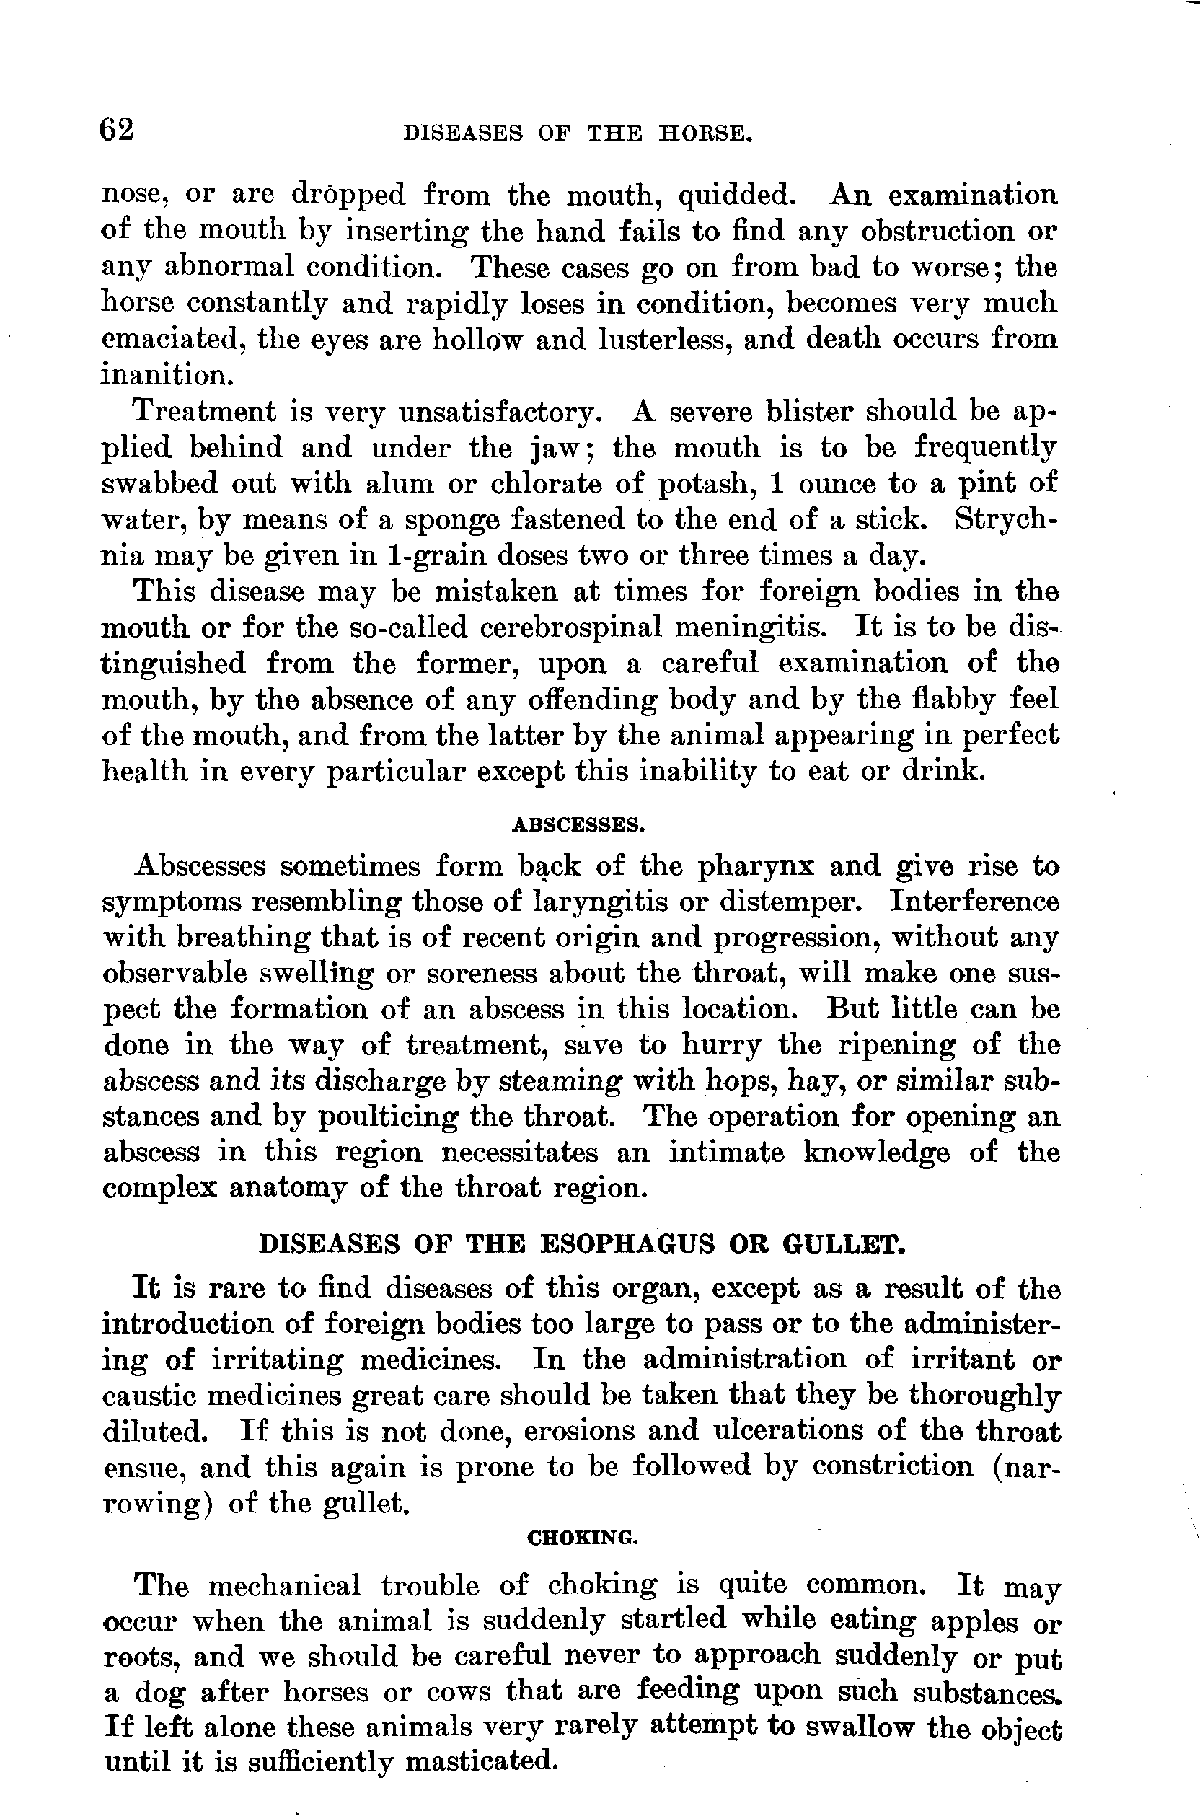 62 DISEASES OF THE HORSE.
nose, or are dropped from the mouth, quidded. An examination
of the mouth by inserting the hand fails to find any obstruction or
any abnormal condition. These cases go on from bad to worse; the
horse constantly and rapidly loses in condition, becomes very much
emaciated, the eyes are hollow and lusterless, and death occurs from
inanition.
Treatment is very unsatisfactory. A severe blister should be ap-
plied behind and under the jaw; the mouth is to be frequently
swabbed out with alum or chlorate of potash, 1 ounce to a pint of
water, by means of a sponge fastened to the end of a stick. Strych-
nia may be given in 1-grain doses two or three times a day.
This disease may be mistaken at times for foreign bodies in the
mouth or for the so-called cerebrospinal meningitis. It is to be dis-
tinguished from the former, upon a careful examination of the
mouth, by the absence of any offending body and by the flabby feel
of the mouth, and from the latter by the animal appearing in perfect
health in every particular except this inability to eat or drink.
ABSCESSES.
Abscesses sometimes form back of the pharynx and give rise to
symptoms resembling those of laryngitis or distemper. Interference
with breathing that is of recent origin and progression, without any
observable swelling or soreness about the throat, will make one sus-
pect the formation of an abscess in this location. But little can be
done in the way of treatment, save to hurry the ripening of the
abscess and its discharge by steaming with hops, hay, or similar sub-
stances and by poulticing the throat. The operation for opening an
abscess in this region necessitates an intimate knowledge of the
complex anatomy of the throat region.
DISEASES OF THE ESOPHAGUS OR GULLET.
It is rare to find diseases of this organ, except as a result of the
introduction of foreign bodies too large to pass or to the administer-
ing of irritating medicines. In the administration of irritant or
caustic medicines great care should be taken that they be thoroughly
diluted. If this is not done, erosions and ulcerations of the throat
ensue, and this again is prone to be followed by constriction (nar-
rowing) of the gullet.
CHOKING.
The mechanical trouble of choking is quite common. It may
occur when the animal is suddenly startled while eating apples or
roots, and we should be careful never to approach suddenly or put
a dog after horses or cows that are feeding upon such substances.
If left alone these animals very rarely attempt to swallow the object
until it is sufficiently masticated.